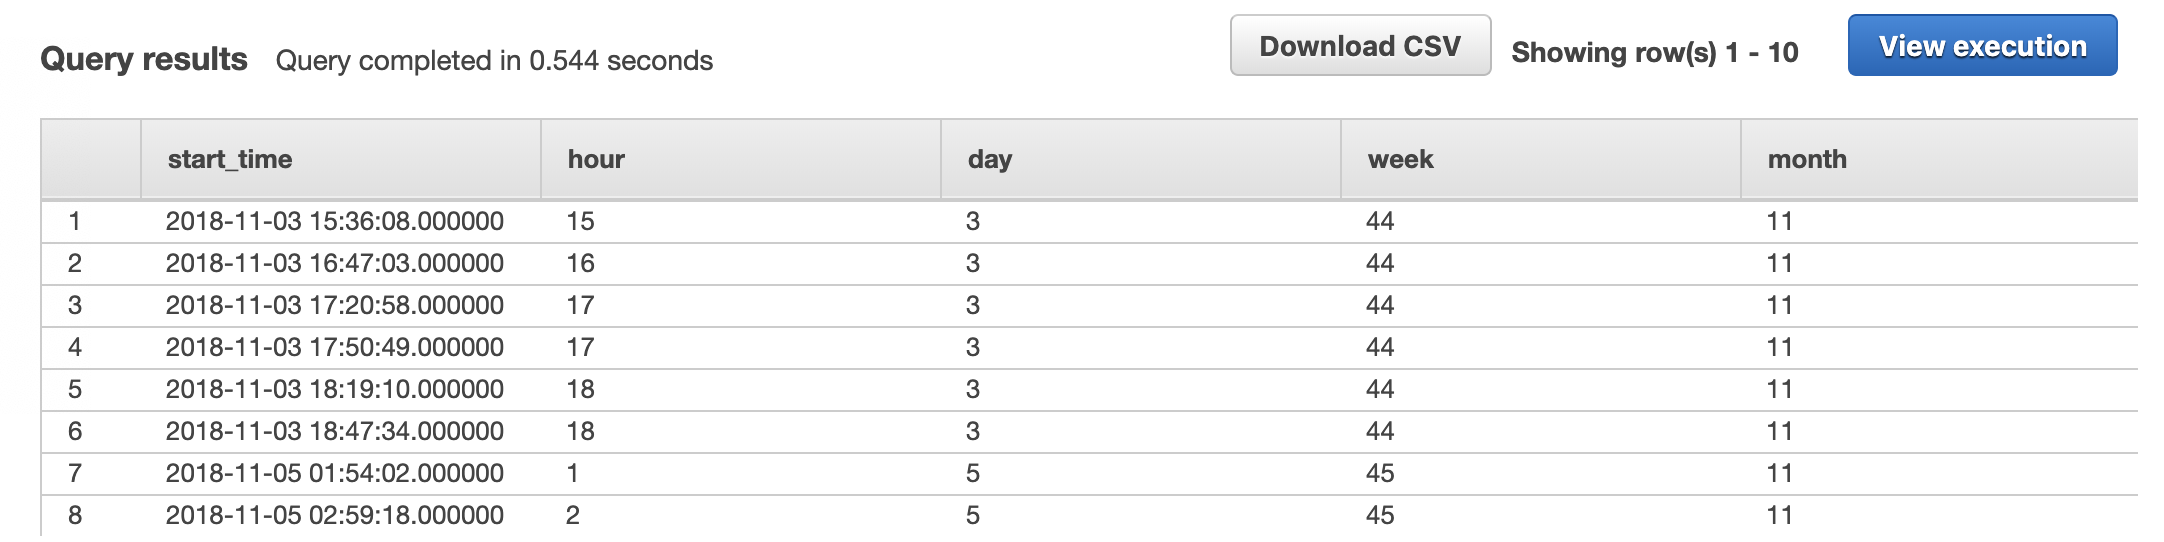 Query results Query completed in 0.544 seconds Download CSV Showing row(s) 1 - 10 View execution
start_time hour day week month
1 2018-11-03 15:36:08.000000 15 3 44 11
2 2018-11-03 16:47:03.000000 16 3 44 11
3 2018-11-03 17:20:58.000000 17 3 44 11
4 2018-11-03 17:50:49.000000 17 3 44 11
5 2018-11-03 18:19:10.000000 18 3 44 11
6 2018-11-03 18:47:34.000000 18 3 44 11
7 2018-11-05 01:54:02.000000 1 5 45 11
8 2018-11-05 02:59:18.000000 2 5 45 11